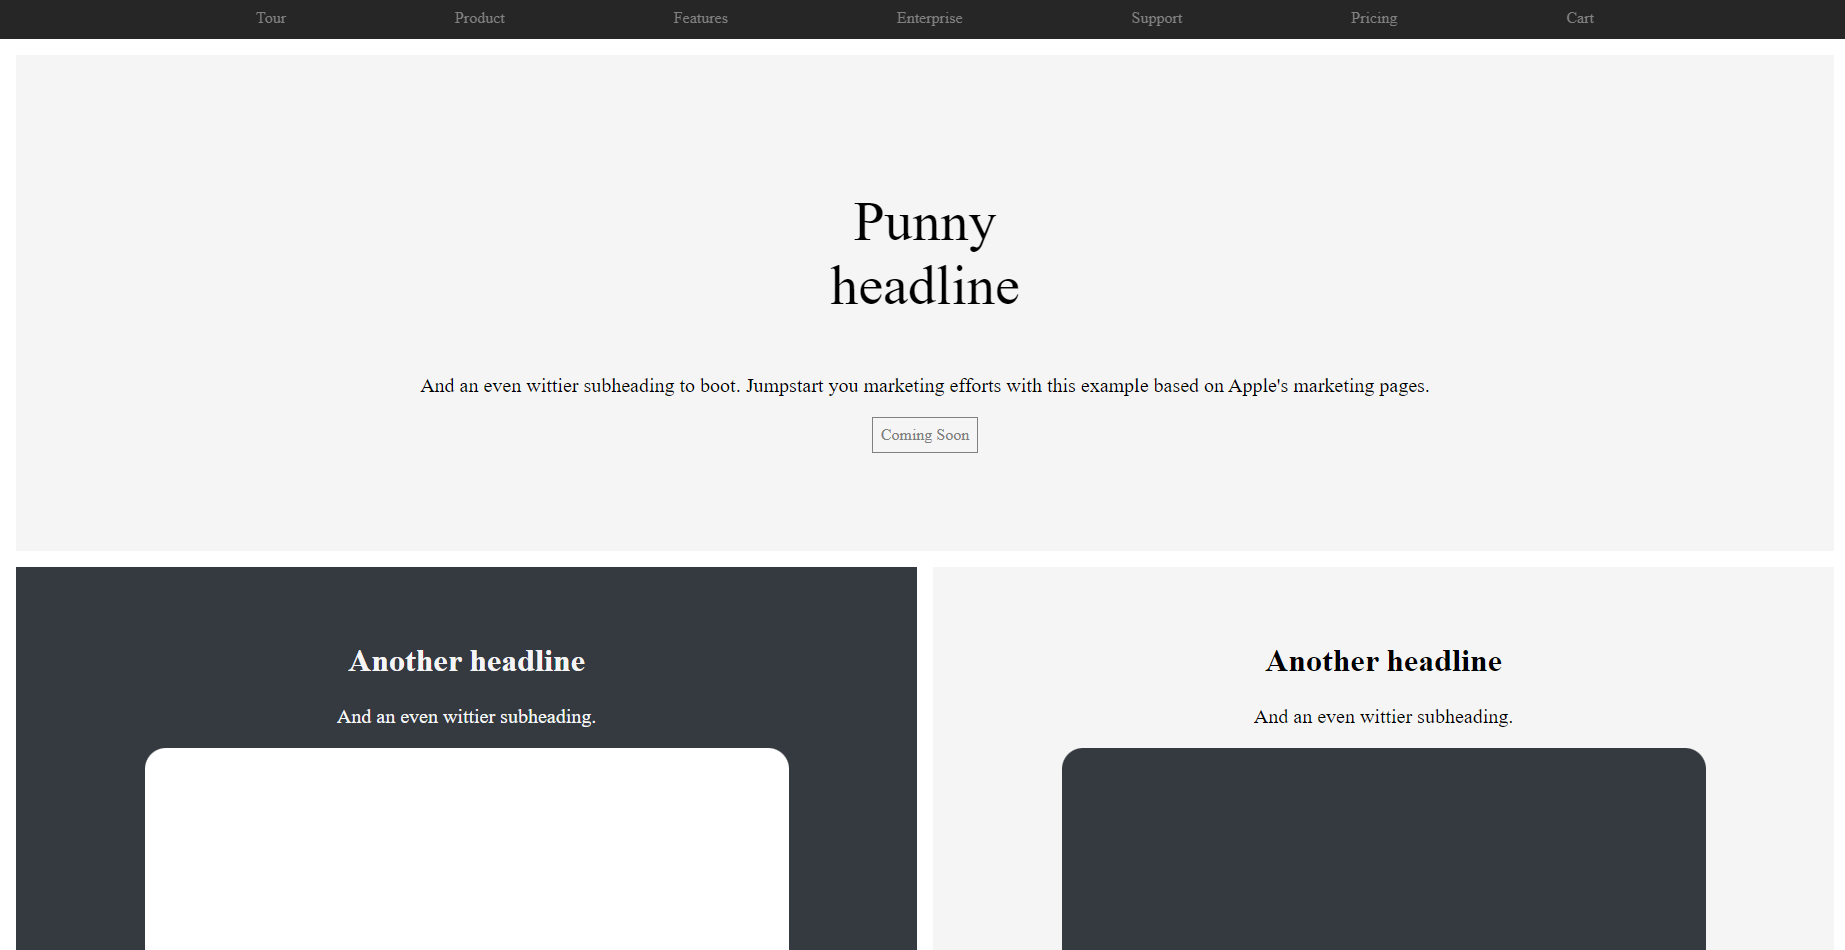 Tour Product Features Enterprise Support Pricing Cart
Punny
headline
And an even wittier subheading to boot. Jumpstart you marketing efforts with this example based on Apple's marketing pages.
Coming Soon
Another headline
And an even wittier subheading.
Another headline
And an even wittier subheading.